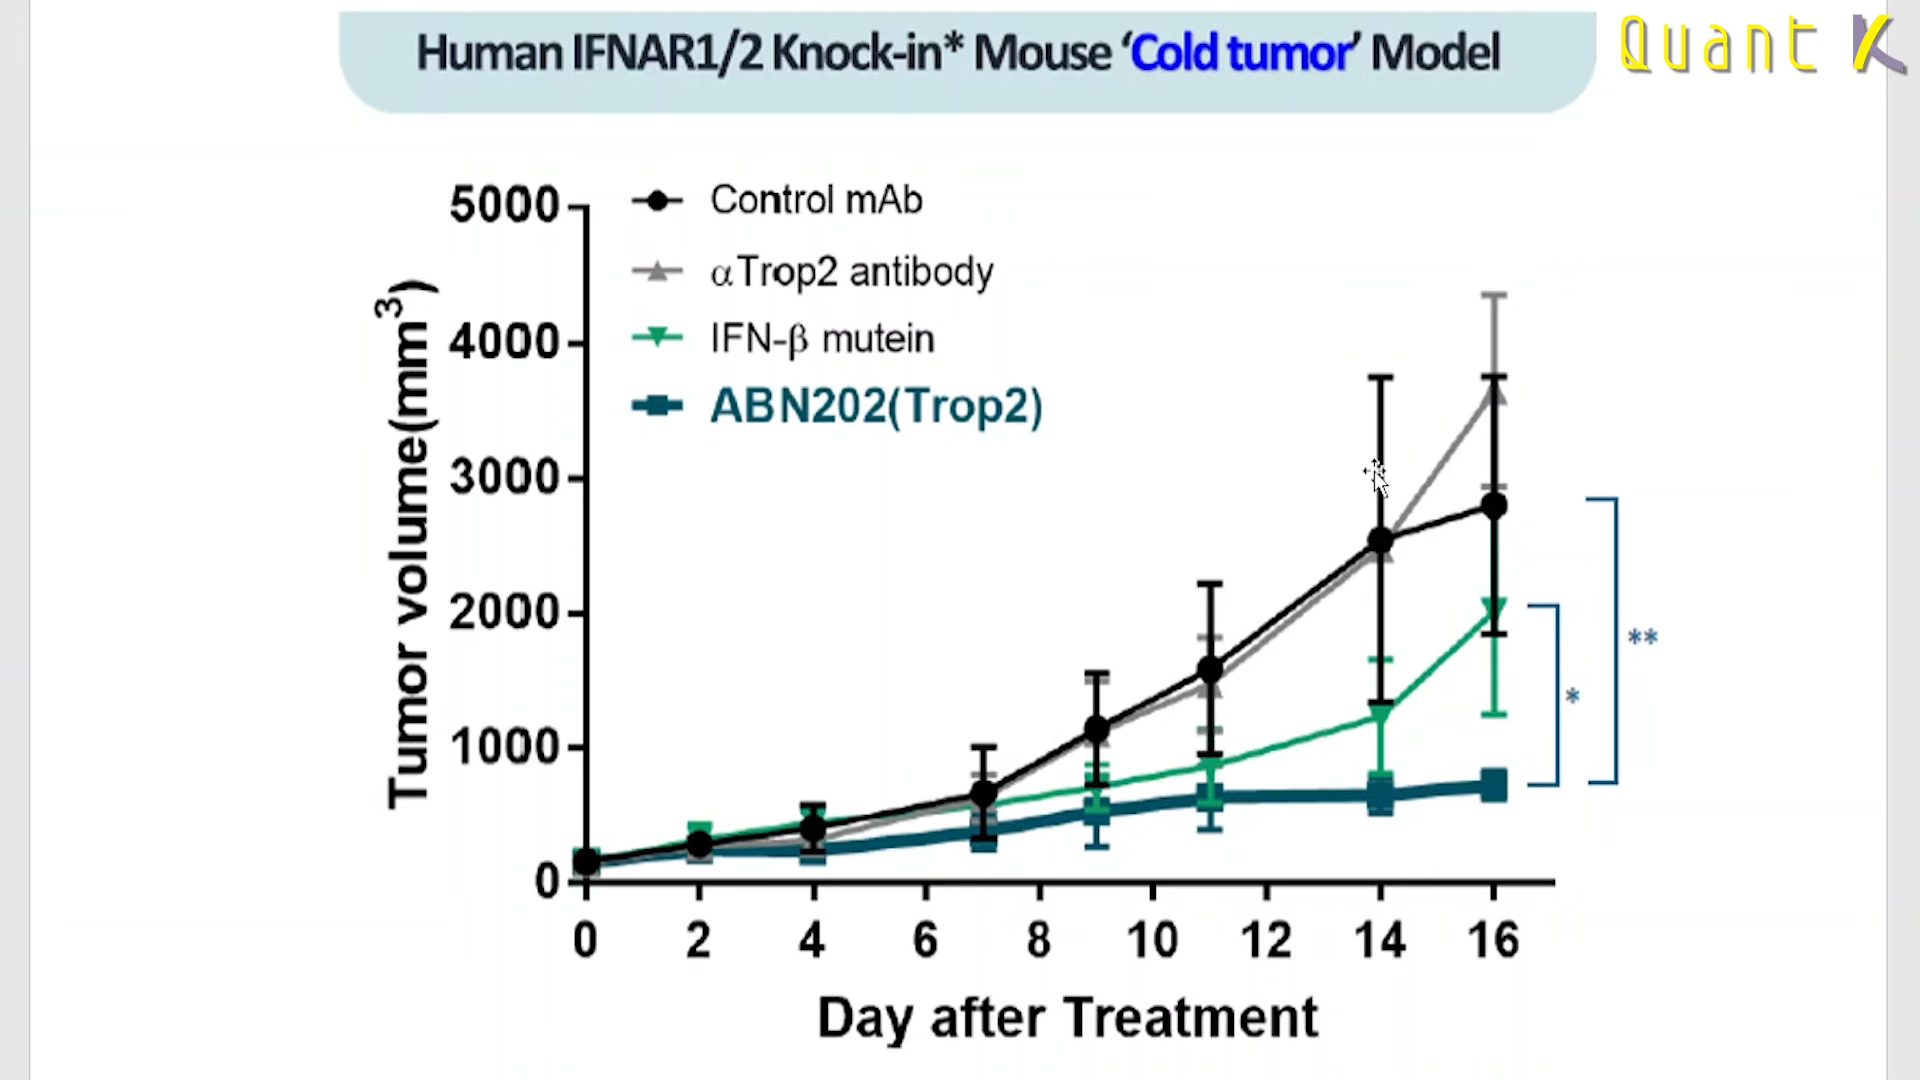 Human IFNAR1/2 Knock-in* Mouse ‘Cold tumor’ Model
Quant K
5000
4000
3000
2000
1000
0
Tumor volume(mm³)
Control mAb
αTrop2 antibody
IFN-β mutein
ABN202(Trop2)
**
*
0 2 4 6 8 10 12 14 16
Day after Treatment